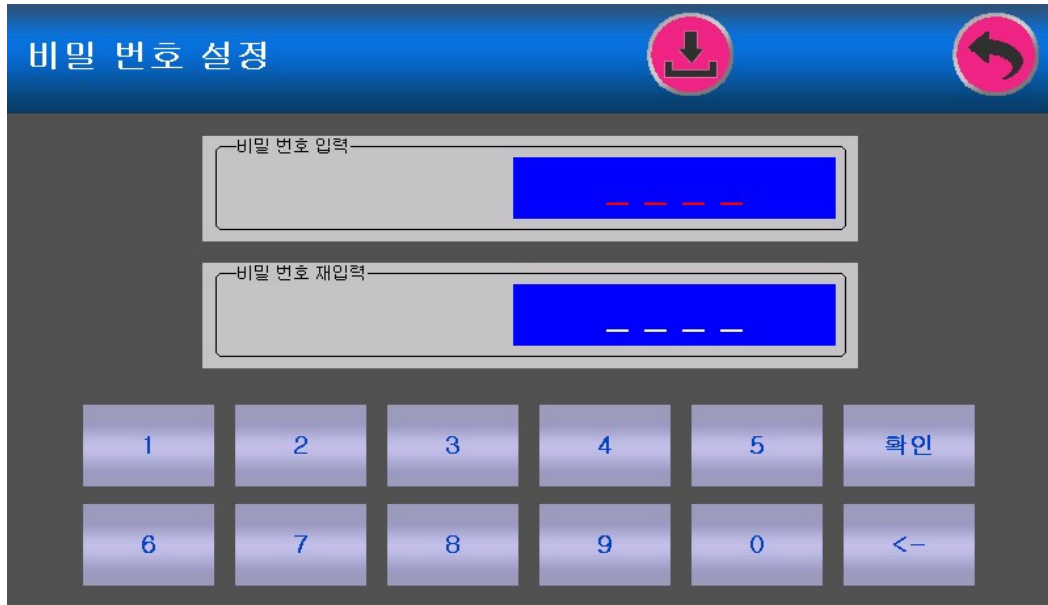 비밀 번호 설정
비밀 번호 입력
_ _ _ _
비밀 번호 재입력
_ _ _ _
1 2 3 4 5 확인
6 7 8 9 0 <-